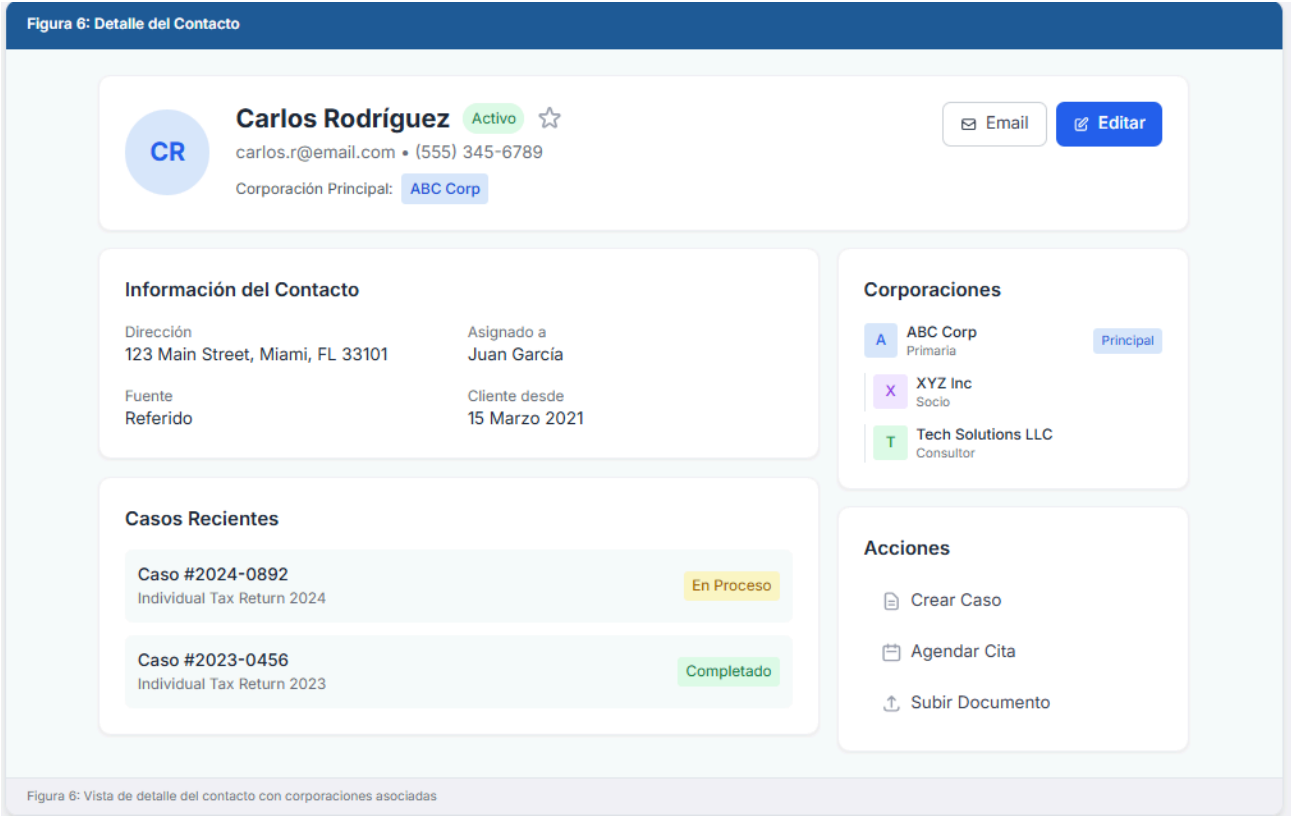 Figura 6: Detalle del Contacto
CR
Carlos Rodríguez
Activo
carlos.r@email.com • (555) 345-6789
Corporación Principal: ABC Corp
Email
Editar
Información del Contacto
Dirección
123 Main Street, Miami, FL 33101
Asignado a
Juan García
Fuente
Referido
Cliente desde
15 Marzo 2021
Casos Recientes
Caso #2024-0892
Individual Tax Return 2024
En Proceso
Caso #2023-0456
Individual Tax Return 2023
Completado
Corporaciones
A
ABC Corp
Primaria
Principal
X
XYZ Inc
Socio
T
Tech Solutions LLC
Consultor
Acciones
Crear Caso
Agendar Cita
Subir Documento
Figura 6: Vista de detalle del contacto con corporaciones asociadas